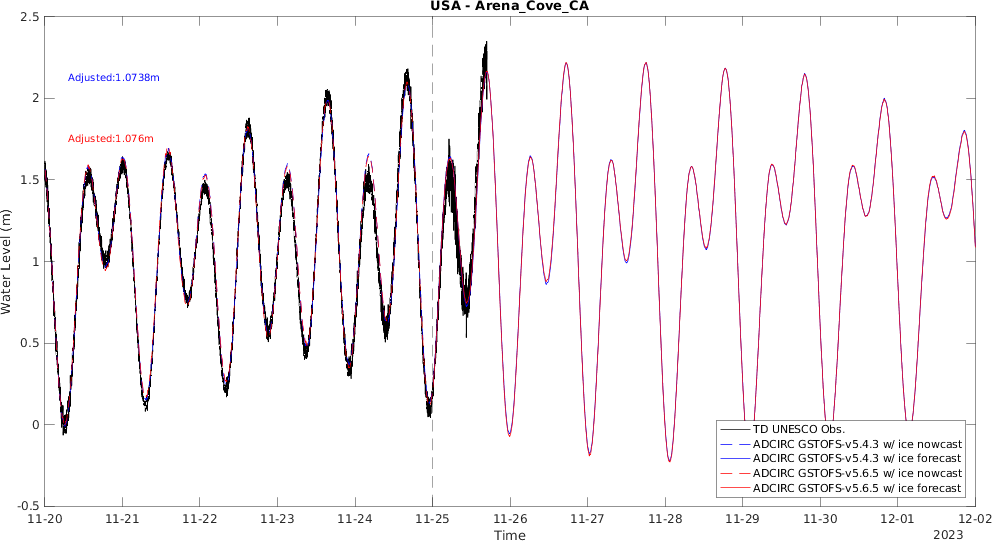 USA - Arena_Cove_CA
2.5
2
1.5
1
0.5
0
-0.5
Water Level (m)
Adjusted:1.0738m
Adjusted:1.076m
TD UNESCO Obs.
ADCIRC GSTOFS-v5.4.3 w/ ice nowcast
ADCIRC GSTOFS-v5.4.3 w/ ice forecast
ADCIRC GSTOFS-v5.6.5 w/ ice nowcast
ADCIRC GSTOFS-v5.6.5 w/ ice forecast
11-20 11-21 11-22 11-23 11-24 11-25 11-26 11-27 11-28 11-29 11-30 12-01 12-02
Time
2023